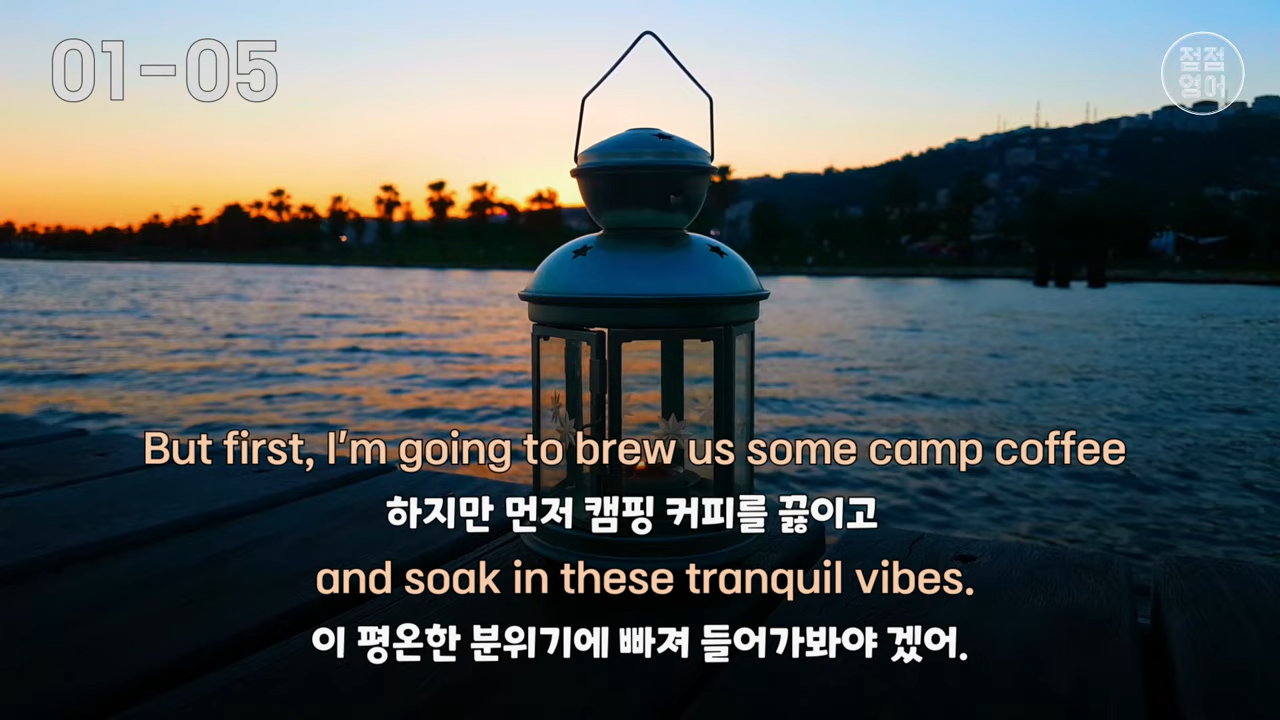 01-05
점점
영어
But first, I'm going to brew us some camp coffee
하지만 먼저 캠핑 커피를 끓이고
and soak in these tranquil vibes.
이 평온한 분위기에 빠져 들어가봐야 겠어.